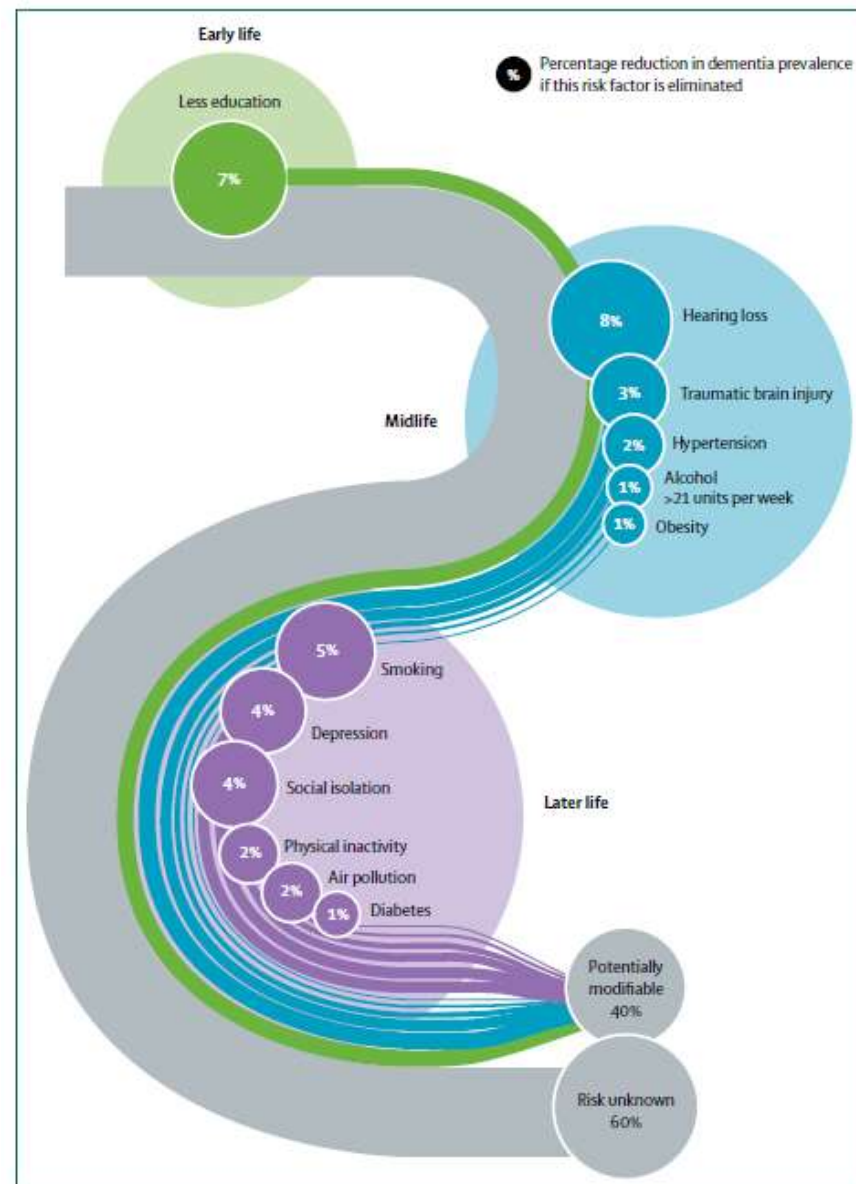 Early life
% Percentage reduction in dementia prevalence
if this risk factor is eliminated
Less education
7%
8% Hearing loss
3% Traumatic brain injury
Midlife
2% Hypertension
1% Alcohol
>21 units per week
1% Obesity
5% Smoking
4% Depression
4% Social isolation
Later life
2% Physical inactivity
2% Air pollution
1% Diabetes
Potentially
modifiable
40%
Risk unknown
60%